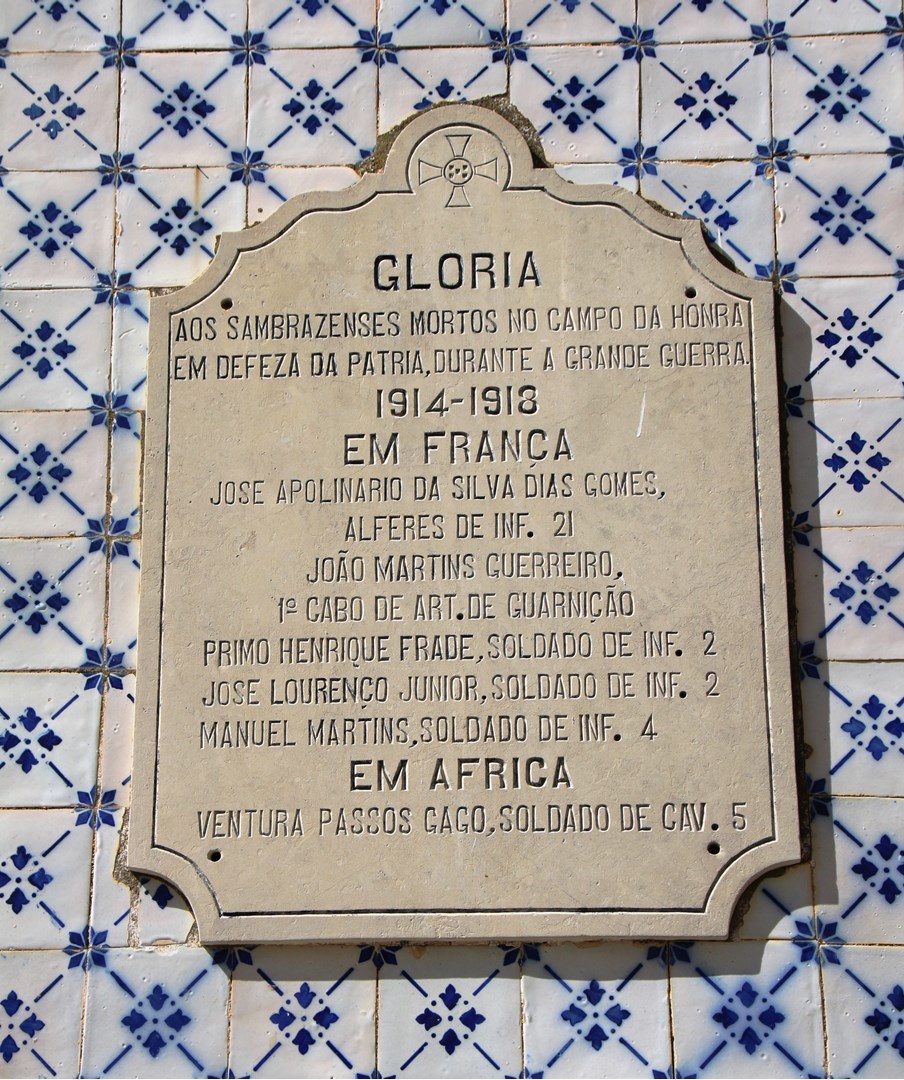 GLORIA
AOS SAMBRAZENSES MORTOS NO CAMPO DA HONRA
EM DEFEZA DA PATRIA, DURANTE A GRANDE GUERRA.
1914-1918
EM FRANÇA
JOSE APOLINARIO DA SILVA DIAS GOMES,
ALFERES DE INF. 21
JOÃO MARTINS GUERREIRO,
1º CABO DE ART. DE GUARNIÇÃO
PRIMO HENRIQUE FRADE, SOLDADO DE INF. 2
JOSE LOURENÇO JUNIOR, SOLDADO DE INF. 2
MANUEL MARTINS, SOLDADO DE INF. 4
EM AFRICA
VENTURA PASSOS GAGO, SOLDADO DE CAV. 5